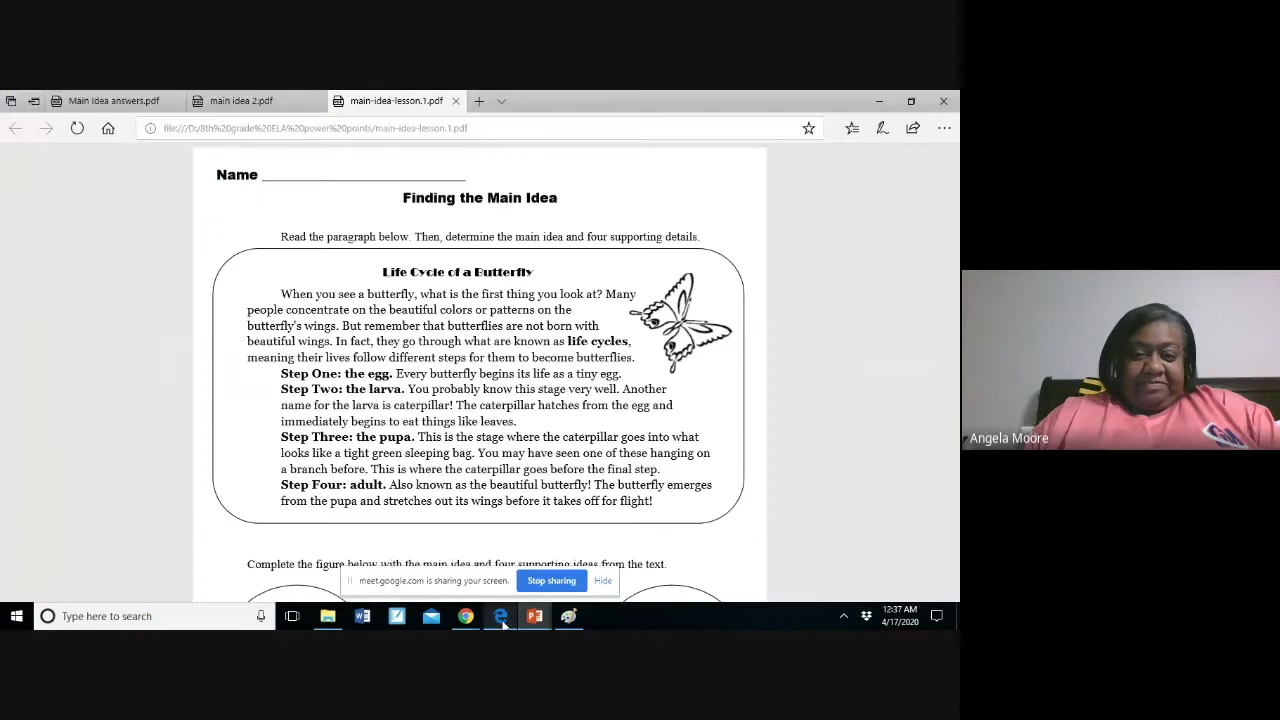 Main Idea answers.pdf
main idea 2.pdf
main-idea-lesson.1.pdf
file:///D:/8th%20grade%20ELA%20power%20points/main-idea-lesson.1.pdf
Name
Finding the Main Idea
Read the paragraph below. Then, determine the main idea and four supporting details.
Life Cycle of a Butterfly
When you see a butterfly, what is the first thing you look at? Many
people concentrate on the beautiful colors or patterns on the
butterfly's wings. But remember that butterflies are not born with
beautiful wings. In fact, they go through what are known as life cycles,
meaning their lives follow different steps for them to become butterflies.
Step One: the egg. Every butterfly begins its life as a tiny egg.
Step Two: the larva. You probably know this stage very well. Another
name for the larva is caterpillar! The caterpillar hatches from the egg and
immediately begins to eat things like leaves.
Step Three: the pupa. This is the stage where the caterpillar goes into what
looks like a tight green sleeping bag. You may have seen one of these hanging on
a branch before. This is where the caterpillar goes before the final step.
Step Four: adult. Also known as the beautiful butterfly! The butterfly emerges
from the pupa and stretches out its wings before it takes off for flight!
Complete the figure below with the main idea and four supporting ideas from the text.
meet.google.com is sharing your screen.
Stop sharing
Hide
Angela Moore
Type here to search
12:37 AM
4/17/2020